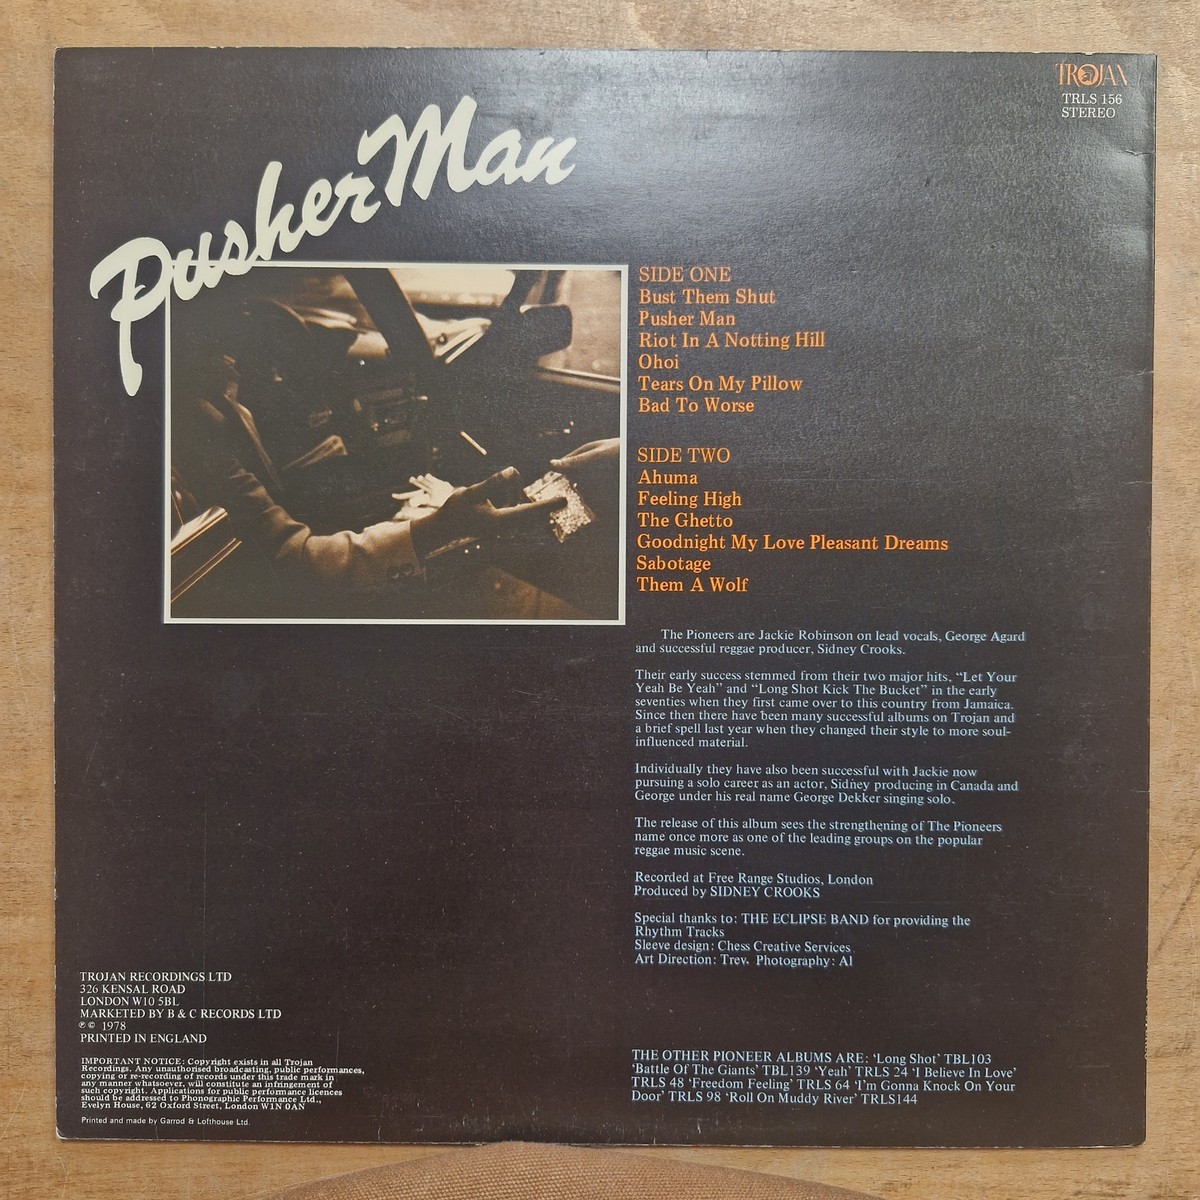 TROJAN
TRLS 156
STEREO
Pusher Man
SIDE ONE
Bust Them Shut
Pusher Man
Riot In A Notting Hill
Ohoi
Tears On My Pillow
Bad To Worse
SIDE TWO
Ahuma
Feeling High
The Ghetto
Goodnight My Love Pleasant Dreams
Sabotage
Them A Wolf
The Pioneers are Jackie Robinson on lead vocals, George Agard
and successful reggae producer, Sidney Crooks.
Their early success stemmed from their two major hits, “Let Your
Yeah Be Yeah” and “Long Shot Kick The Bucket” in the early
seventies when they first came over to this country from Jamaica.
Since then there have been many successful albums on Trojan and
a brief spell last year when they changed their style to more soul-
influenced material.
Individually they have also been successful with Jackie now
pursuing a solo career as an actor, Sidney producing in Canada and
George under his real name George Dekker singing solo.
The release of this album sees the strengthening of The Pioneers
name once more as one of the leading groups on the popular
reggae music scene.
Recorded at Free Range Studios, London
Produced by SIDNEY CROOKS
Special thanks to: THE ECLIPSE BAND for providing the
Rhythm Tracks
Sleeve design: Chess Creative Services
Art Direction: Trev. Photography: Al
TROJAN RECORDINGS LTD
326 KENSAL ROAD
LONDON W10 5BL
MARKETED BY B & C RECORDS LTD
℗ © 1978
PRINTED IN ENGLAND
IMPORTANT NOTICE: Copyright exists in all Trojan
Recordings. Any unauthorised broadcasting, public performances,
copying or re-recording of records under this trade mark in
any manner whatsoever, will constitute an infringement of
such copyright. Applications for public performance licences
should be addressed to Phonographic Performance Ltd.,
Evelyn House, 62 Oxford Street, London W1N 0AN
Printed and made by Garrod & Lofthouse Ltd.
THE OTHER PIONEER ALBUMS ARE: ‘Long Shot’ TBL103
‘Battle Of The Giants’ TBL139 ‘Yeah’ TRLS 24 ‘I Believe In Love’
TRLS 48 ‘Freedom Feeling’ TRLS 64 ‘I’m Gonna Knock On Your
Door’ TRLS 98 ‘Roll On Muddy River’ TRLS144